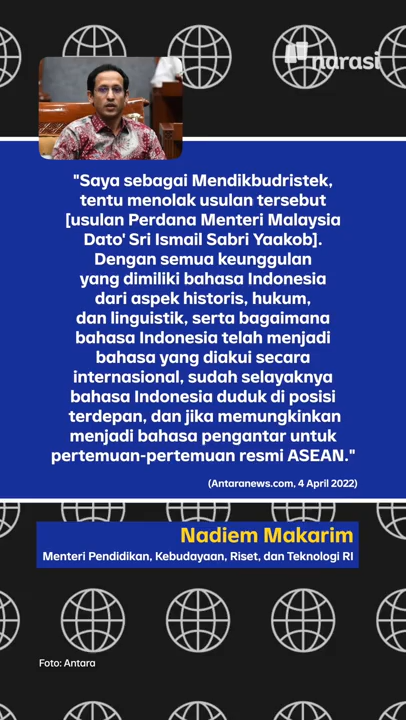 narasi
"Saya sebagai Mendikbudristek,
tentu menolak usulan tersebut
[usulan Perdana Menteri Malaysia
Dato' Sri Ismail Sabri Yaakob].
Dengan semua keunggulan
yang dimiliki bahasa Indonesia
dari aspek historis, hukum,
dan linguistik, serta bagaimana
bahasa Indonesia telah menjadi
bahasa yang diakui secara
internasional, sudah selayaknya
bahasa Indonesia duduk di posisi
terdepan, dan jika memungkinkan
menjadi bahasa pengantar untuk
pertemuan-pertemuan resmi ASEAN."
(Antaranews.com, 4 April 2022)
Nadiem Makarim
Menteri Pendidikan, Kebudayaan, Riset, dan Teknologi RI
Foto: Antara